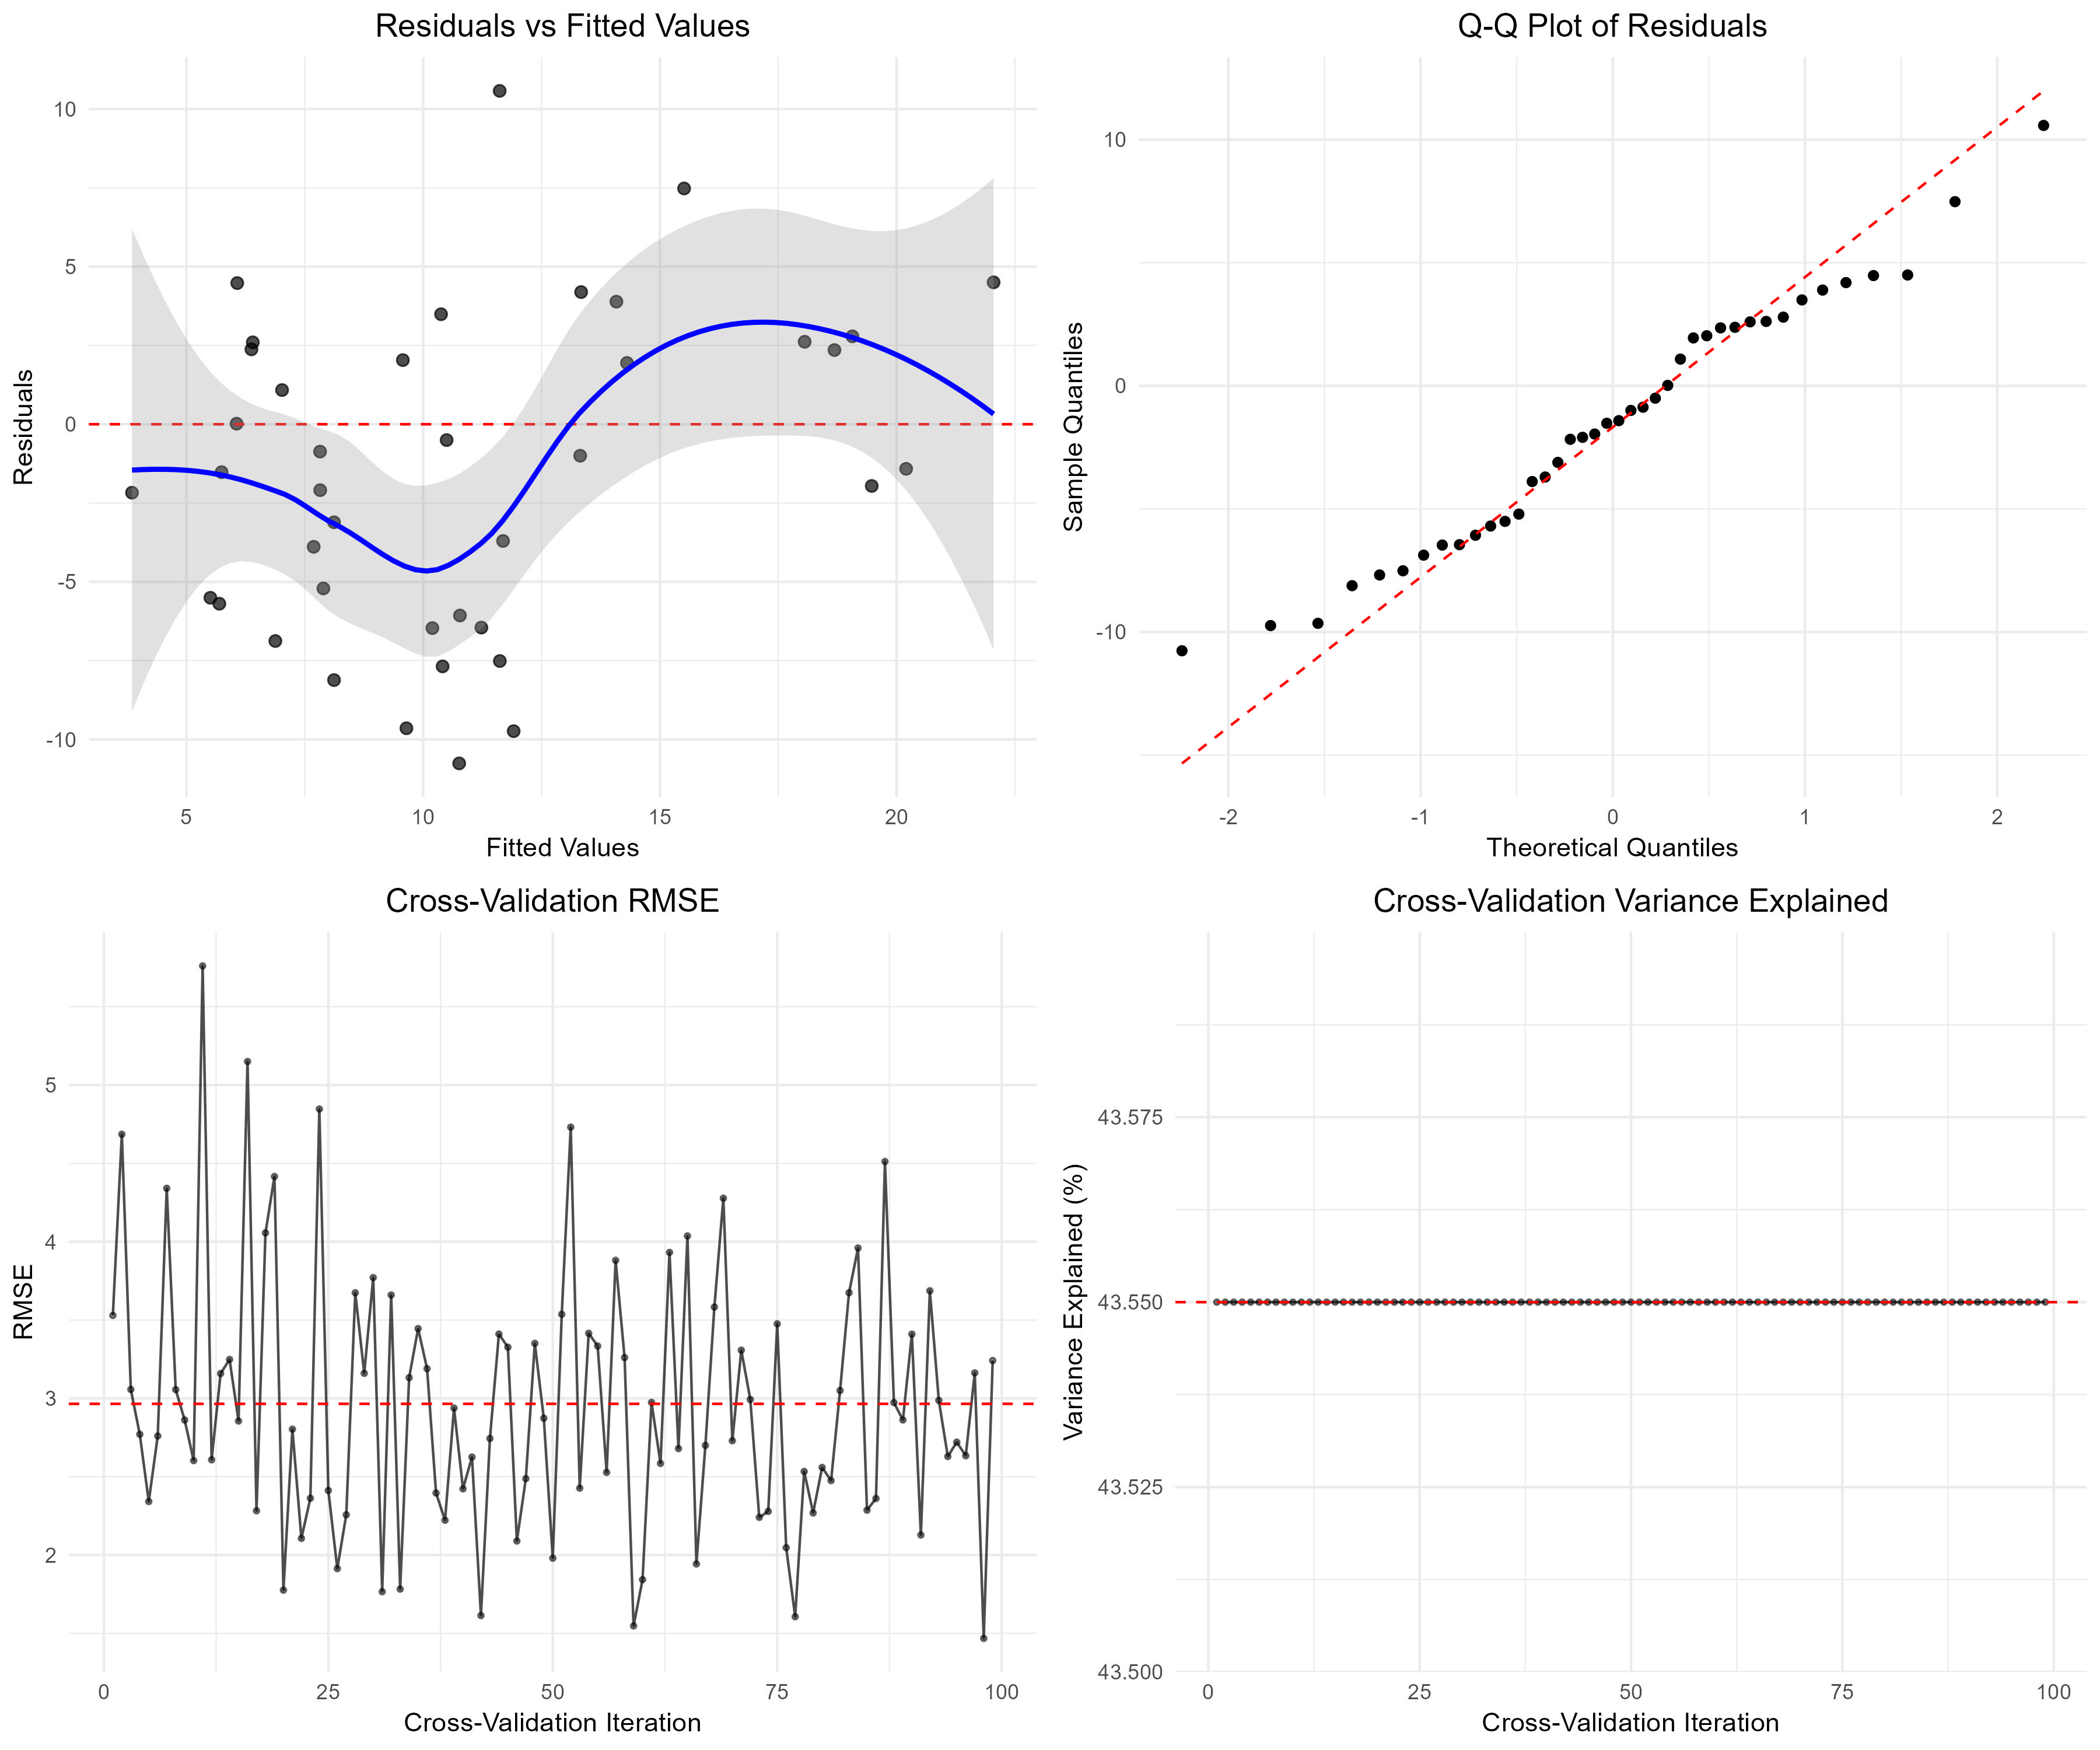 Residuals vs Fitted Values
Residuals
10
5
0
-5
-10
5
10
15
20
Fitted Values
Q-Q Plot of Residuals
Sample Quantiles
10
0
-10
-2
-1
0
1
2
Theoretical Quantiles
Cross-Validation RMSE
RMSE
5
4
3
2
0
25
50
75
100
Cross-Validation Iteration
Cross-Validation Variance Explained
Variance Explained (%)
43.575
43.550
43.525
43.500
0
25
50
75
100
Cross-Validation Iteration